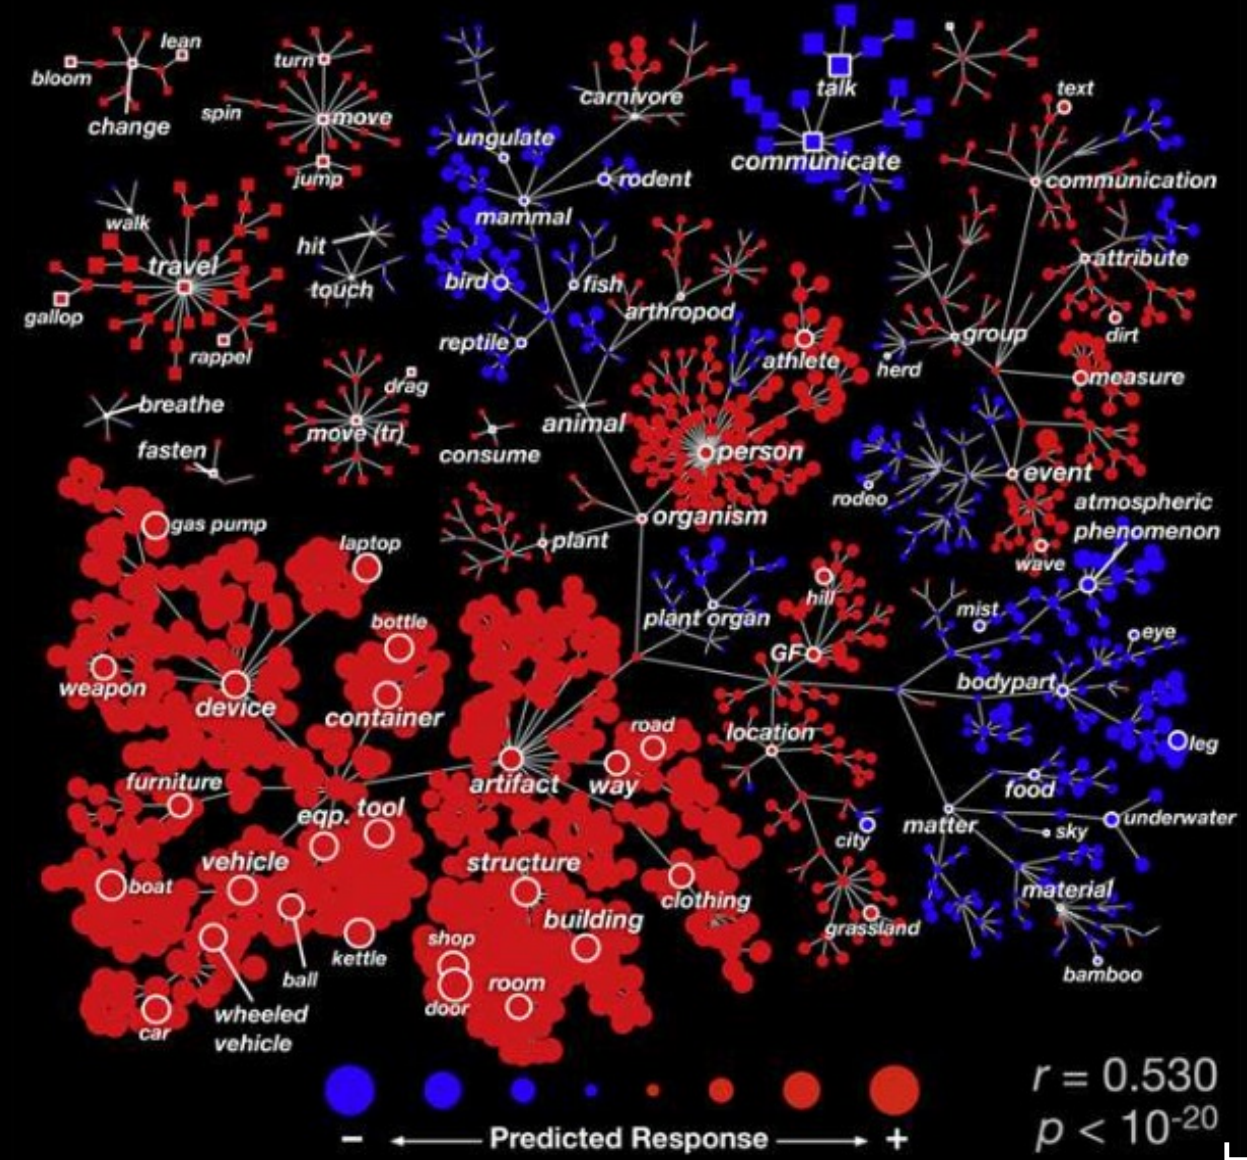 lean
bloom
change
turn
spin
move
jump
carnivore
ungulate
rodent
mammal
talk
communicate
text
communication
walk
travel
gallop
rappel
hit
touch
bird
fish
arthropod
reptile
athlete
attribute
group
dirt
herd
measure
breathe
fasten
drag
move (tr)
consume
animal
person
organism
plant
rodeo
event
atmospheric
phenomenon
wave
gas pump
laptop
bottle
weapon
device
container
plant organ
hill
GF
mist
eye
bodypart
leg
furniture
eqp.
tool
artifact
way
road
location
city
food
matter
sky
underwater
vehicle
boat
structure
building
clothing
material
grassland
bamboo
ball
kettle
shop
door
room
car
wheeled
vehicle
− Predicted Response +
r = 0.530
p < 10-20